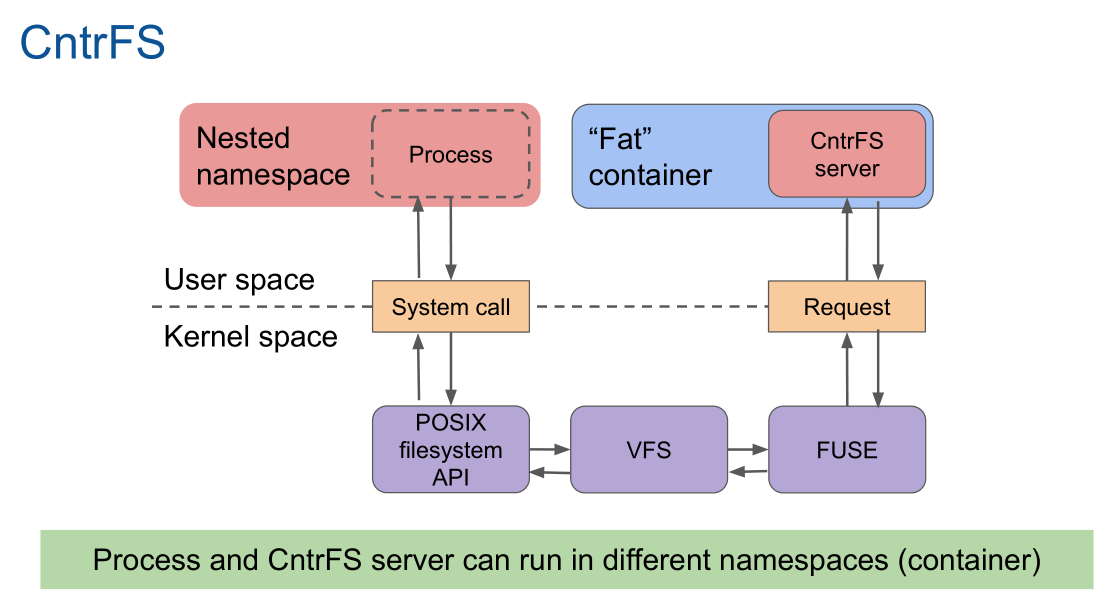 CntrFS
Nested
namespace
Process
“Fat”
container
CntrFS
server
User space
System call
Request
Kernel space
POSIX
filesystem
API
VFS
FUSE
Process and CntrFS server can run in different namespaces (container)